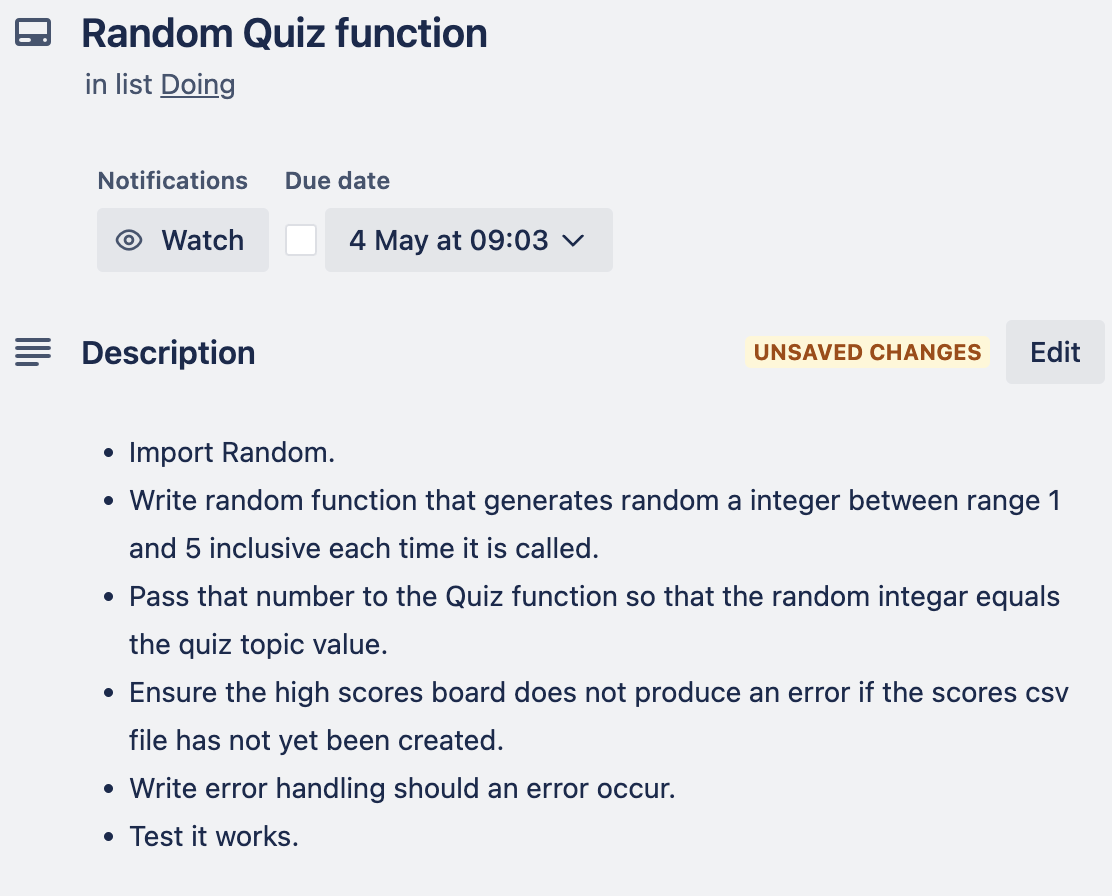 Random Quiz function
in list Doing
Notifications Due date
Watch 4 May at 09:03
Description UNSAVED CHANGES Edit
• Import Random.
• Write random function that generates random a integer between range 1
and 5 inclusive each time it is called.
• Pass that number to the Quiz function so that the random integar equals
the quiz topic value.
• Ensure the high scores board does not produce an error if the scores csv
file has not yet been created.
• Write error handling should an error occur.
• Test it works.